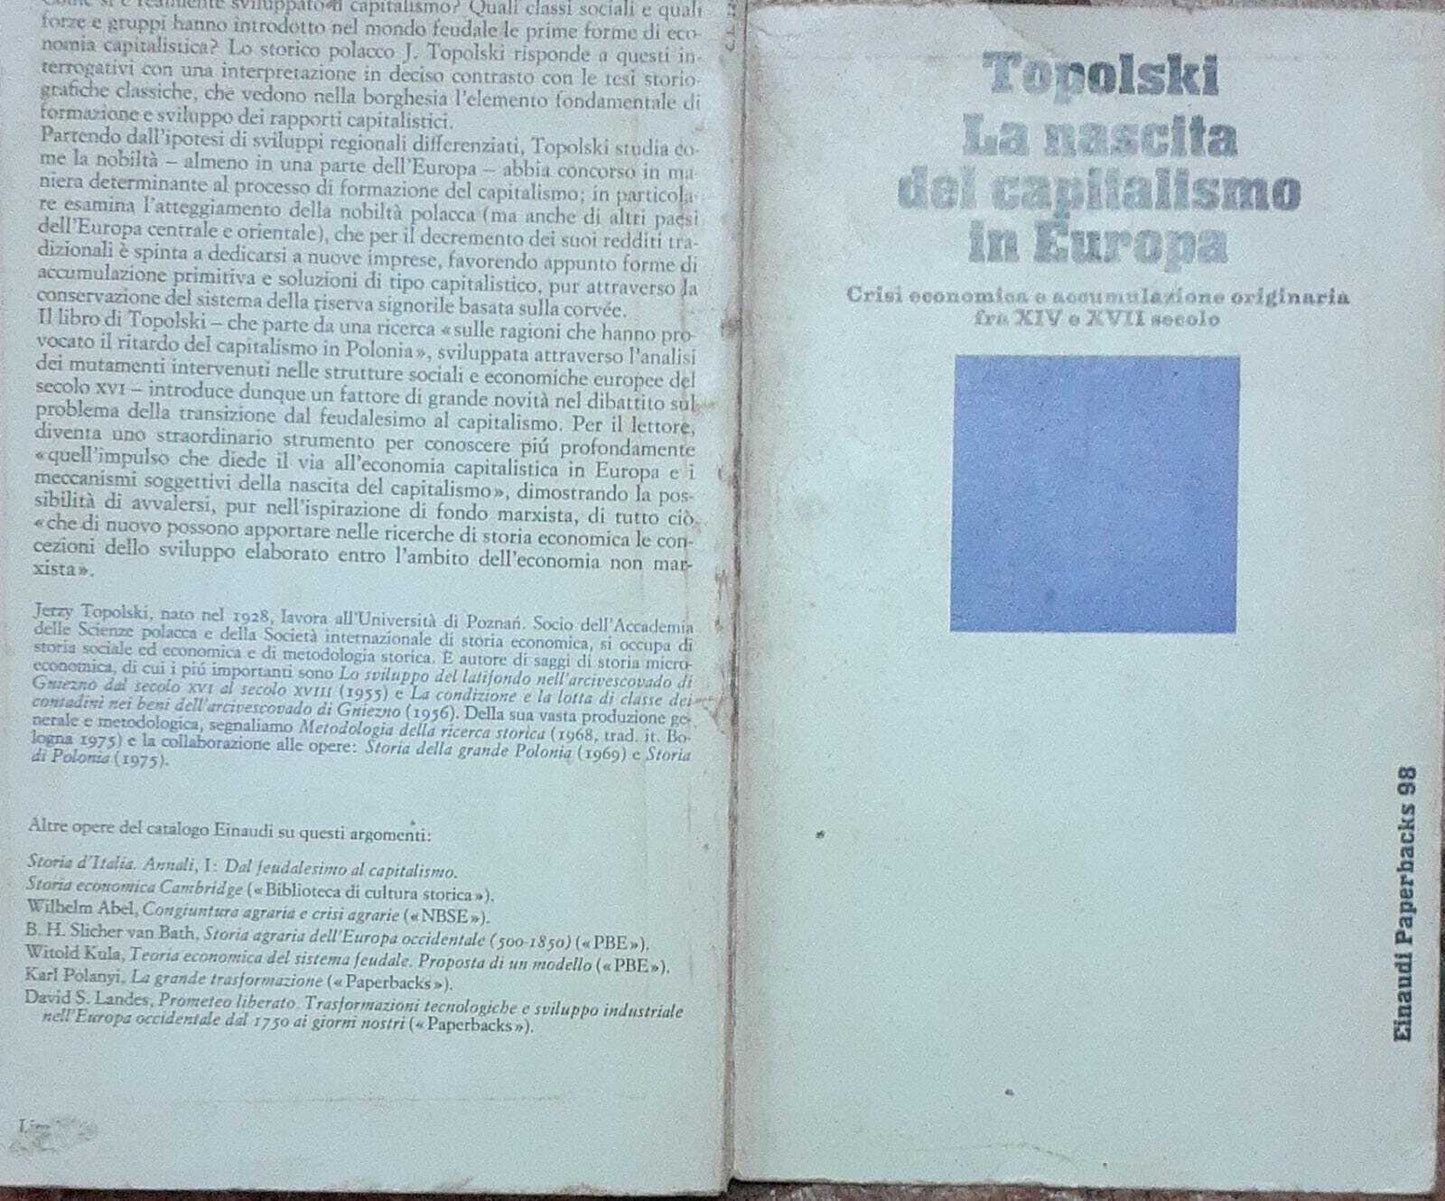 Come si è realmente sviluppato il capitalismo? Quali classi sociali e quali
forze e gruppi hanno introdotto nel mondo feudale le prime forme di eco-
nomia capitalistica? Lo storico polacco J. Topolski risponde a questi in-
terrogativi con una interpretazione in deciso contrasto con le tesi storio-
grafiche classiche, che vedono nella borghesia l'elemento fondamentale di
formazione e sviluppo dei rapporti capitalistici.
Partendo dall'ipotesi di sviluppi regionali differenziati, Topolski studia co-
me la nobiltà – almeno in una parte dell'Europa – abbia concorso in ma-
niera determinante al processo di formazione del capitalismo; in particola-
re esamina l'atteggiamento della nobiltà polacca (ma anche di altri paesi
dell'Europa centrale e orientale), che per il decremento dei suoi redditi tra-
dizionali è spinta a dedicarsi a nuove imprese, favorendo appunto forme di
accumulazione primitiva e soluzioni di tipo capitalistico, pur attraverso la
conservazione del sistema della riserva signorile basata sulla corvée.
Il libro di Topolski – che parte da una ricerca «sulle ragioni che hanno pro-
vocato il ritardo del capitalismo in Polonia», sviluppata attraverso l'analisi
dei mutamenti intervenuti nelle strutture sociali e economiche europee del
secolo XVI – introduce dunque un fattore di grande novità nel dibattito sul
problema della transizione dal feudalesimo al capitalismo. Per il lettore,
diventa uno straordinario strumento per conoscere piú profondamente
«quell'impulso che diede il via all'economia capitalistica in Europa e i
meccanismi soggettivi della nascita del capitalismo», dimostrando la pos-
sibilità di avvalersi, pur nell'ispirazione di fondo marxista, di tutto ciò
«che di nuovo possono apportare nelle ricerche di storia economica le con-
cezioni dello sviluppo elaborato entro l'ambito dell'economia non mar-
xista».
Jerzy Topolski, nato nel 1928, lavora all'Università di Poznań. Socio dell'Accademia
delle Scienze polacca e della Società internazionale di storia economica, si occupa di
storia sociale ed economica e di metodologia storica. È autore di saggi di storia micro-
economica, di cui i piú importanti sono Lo sviluppo del latifondo nell'arcivescovado di
Gniezno dal secolo XVI al secolo XVIII (1955) e La condizione e la lotta di classe dei
contadini nei beni dell'arcivescovado di Gniezno (1956). Della sua vasta produzione ge-
nerale e metodologica, segnaliamo Metodologia della ricerca storica (1968, trad. it. Bo-
logna 1975) e la collaborazione alle opere: Storia della grande Polonia (1969) e Storia
di Polonia (1975).
Altre opere del catalogo Einaudi su questi argomenti:
Storia d'Italia. Annali, I: Dal feudalesimo al capitalismo.
Storia economica Cambridge («Biblioteca di cultura storica»).
Wilhelm Abel, Congiuntura agraria e crisi agrarie («NBSE»).
B. H. Slicher van Bath, Storia agraria dell'Europa occidentale (500-1850) («PBE»).
Witold Kula, Teoria economica del sistema feudale. Proposta di un modello («PBE»).
Karl Polanyi, La grande trasformazione («Paperbacks»).
David S. Landes, Prometeo liberato. Trasformazioni tecnologiche e sviluppo industriale
nell'Europa occidentale dal 1750 ai giorni nostri («Paperbacks»).
Topolski
La nascita
del capitalismo
in Europa
Crisi economica e accumulazione originaria
fra XIV e XVII secolo
Einaudi Paperbacks 98